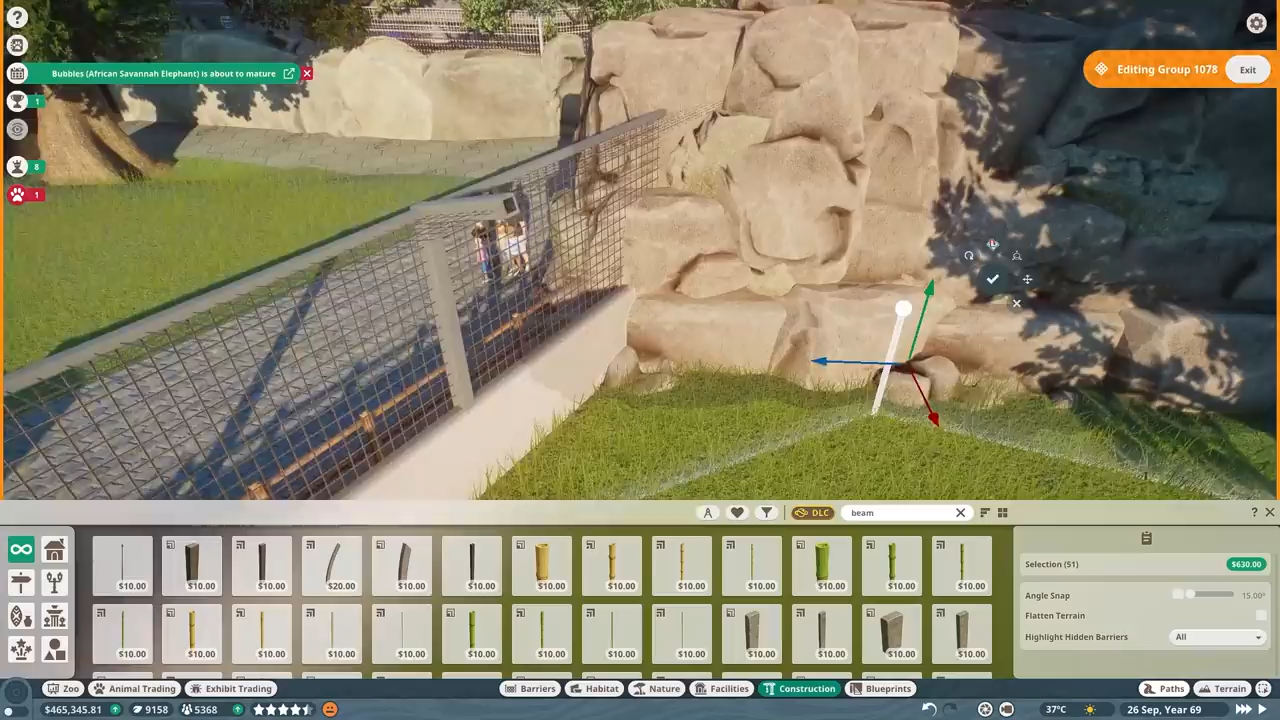 ?
Bubbles (African Savannah Elephant) is about to mature
1
8
1
Editing Group 1078
Exit
DLC
beam
?
$10.00 $10.00 $10.00 $20.00 $10.00 $10.00 $10.00 $10.00 $10.00 $10.00 $10.00 $10.00 $10.00
$10.00 $10.00 $10.00 $10.00 $10.00 $10.00 $10.00 $10.00 $10.00 $10.00 $10.00 $10.00 $10.00
Selection (51) $630.00
Angle Snap 15.00°
Flatten Terrain
Highlight Hidden Barriers All
Zoo Animal Trading Exhibit Trading Barriers Habitat Nature Facilities Construction Blueprints Paths Terrain
$465,345.81 9158 5368 37°C 26 Sep, Year 69